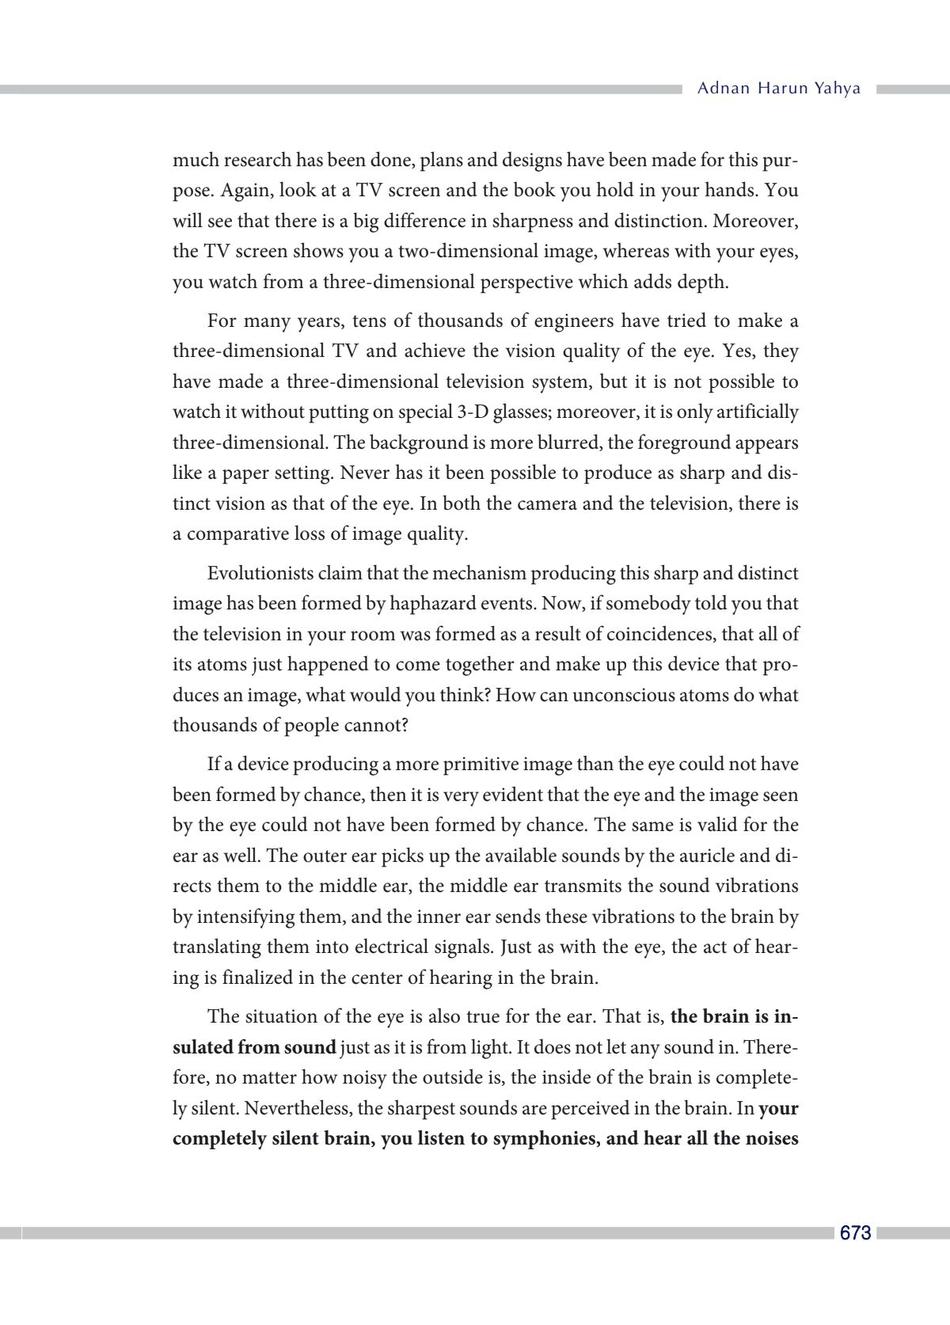 Adnan Harun Yahya
much research has been done, plans and designs have been made for this pur-
pose. Again, look at a TV screen and the book you hold in your hands. You
will see that there is a big difference in sharpness and distinction. Moreover,
the TV screen shows you a two-dimensional image, whereas with your eyes,
you watch from a three-dimensional perspective which adds depth.
For many years, tens of thousands of engineers have tried to make a
three-dimensional TV and achieve the vision quality of the eye. Yes, they
have made a three-dimensional television system, but it is not possible to
watch it without putting on special 3-D glasses; moreover, it is only artificially
three-dimensional. The background is more blurred, the foreground appears
like a paper setting. Never has it been possible to produce as sharp and dis-
tinct vision as that of the eye. In both the camera and the television, there is
a comparative loss of image quality.
Evolutionists claim that the mechanism producing this sharp and distinct
image has been formed by haphazard events. Now, if somebody told you that
the television in your room was formed as a result of coincidences, that all of
its atoms just happened to come together and make up this device that pro-
duces an image, what would you think? How can unconscious atoms do what
thousands of people cannot?
If a device producing a more primitive image than the eye could not have
been formed by chance, then it is very evident that the eye and the image seen
by the eye could not have been formed by chance. The same is valid for the
ear as well. The outer ear picks up the available sounds by the auricle and di-
rects them to the middle ear, the middle ear transmits the sound vibrations
by intensifying them, and the inner ear sends these vibrations to the brain by
translating them into electrical signals. Just as with the eye, the act of hear-
ing is finalized in the center of hearing in the brain.
The situation of the eye is also true for the ear. That is, the brain is in-
sulated from sound just as it is from light. It does not let any sound in. There-
fore, no matter how noisy the outside is, the inside of the brain is complete-
ly silent. Nevertheless, the sharpest sounds are perceived in the brain. In your
completely silent brain, you listen to symphonies, and hear all the noises
673